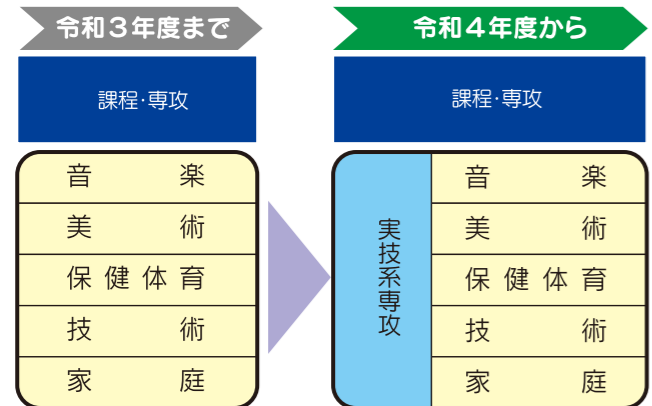 令和3年度まで
課程・専攻
音楽
美術
保健体育
技術
家庭
令和4年度から
課程・専攻
実技系専攻
音楽
美術
保健体育
技術
家庭